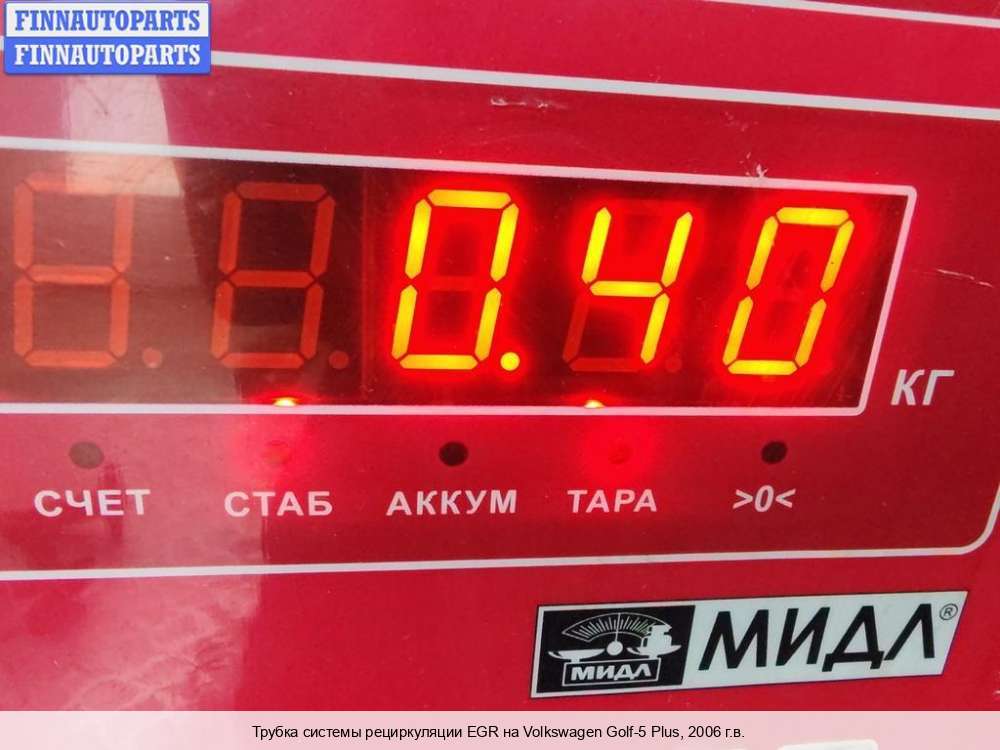 FINNAUTOPARTS
FINNAUTOPARTS
0.40
КГ
СЧЕТ СТАБ АККУМ ТАРА >0<
МИДЛ МИДЛ®
Трубка системы рециркуляции EGR на Volkswagen Golf-5 Plus, 2006 г.в.